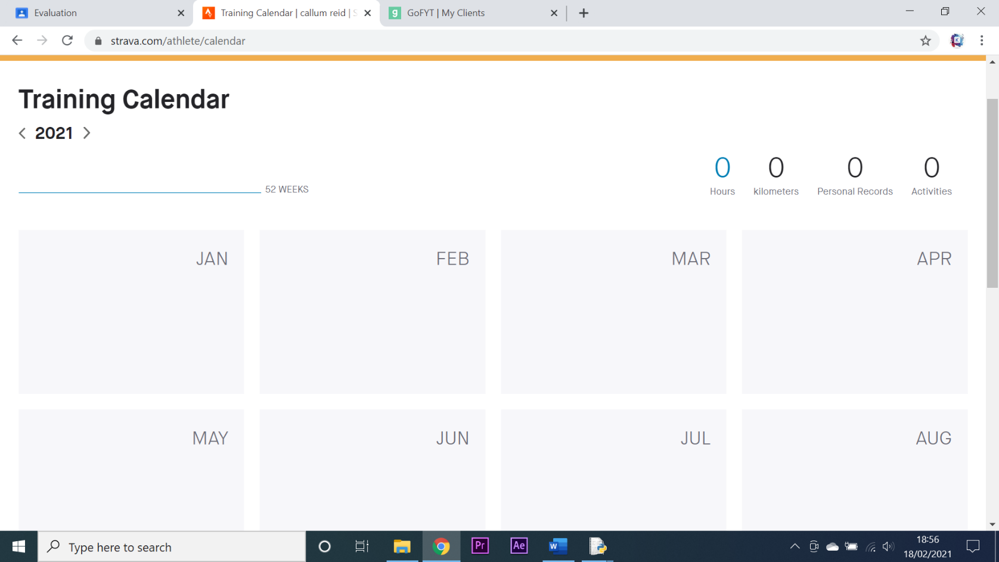 Evaluation
Training Calendar | callum reid | S
GoFYT | My Clients
strava.com/athlete/calendar
Training Calendar
2021
52 WEEKS
0 0 0 0
Hours kilometers Personal Records Activities
JAN FEB MAR APR
MAY JUN JUL AUG
Type here to search
Pr
Ae
W
18:56
18/02/2021